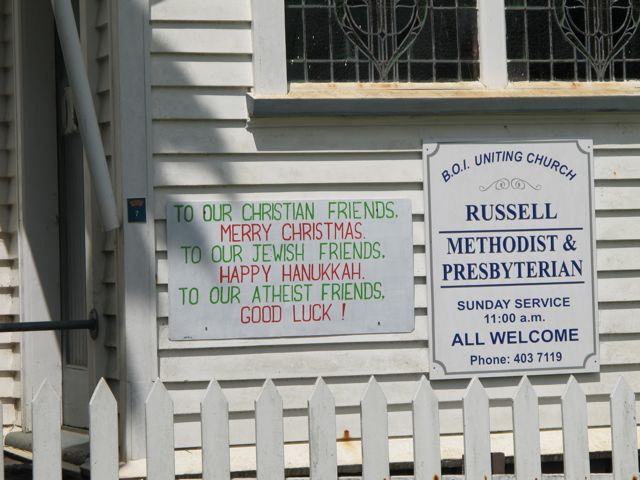 TO OUR CHRISTIAN FRIENDS.
MERRY CHRISTMAS.
TO OUR JEWISH FRIENDS.
HAPPY HANUKKAH.
TO OUR ATHEIST FRIENDS.
GOOD LUCK !
B.O.I. UNITING CHURCH
RUSSELL
METHODIST &
PRESBYTERIAN
SUNDAY SERVICE
11:00 a.m.
ALL WELCOME
Phone: 403 7119
7